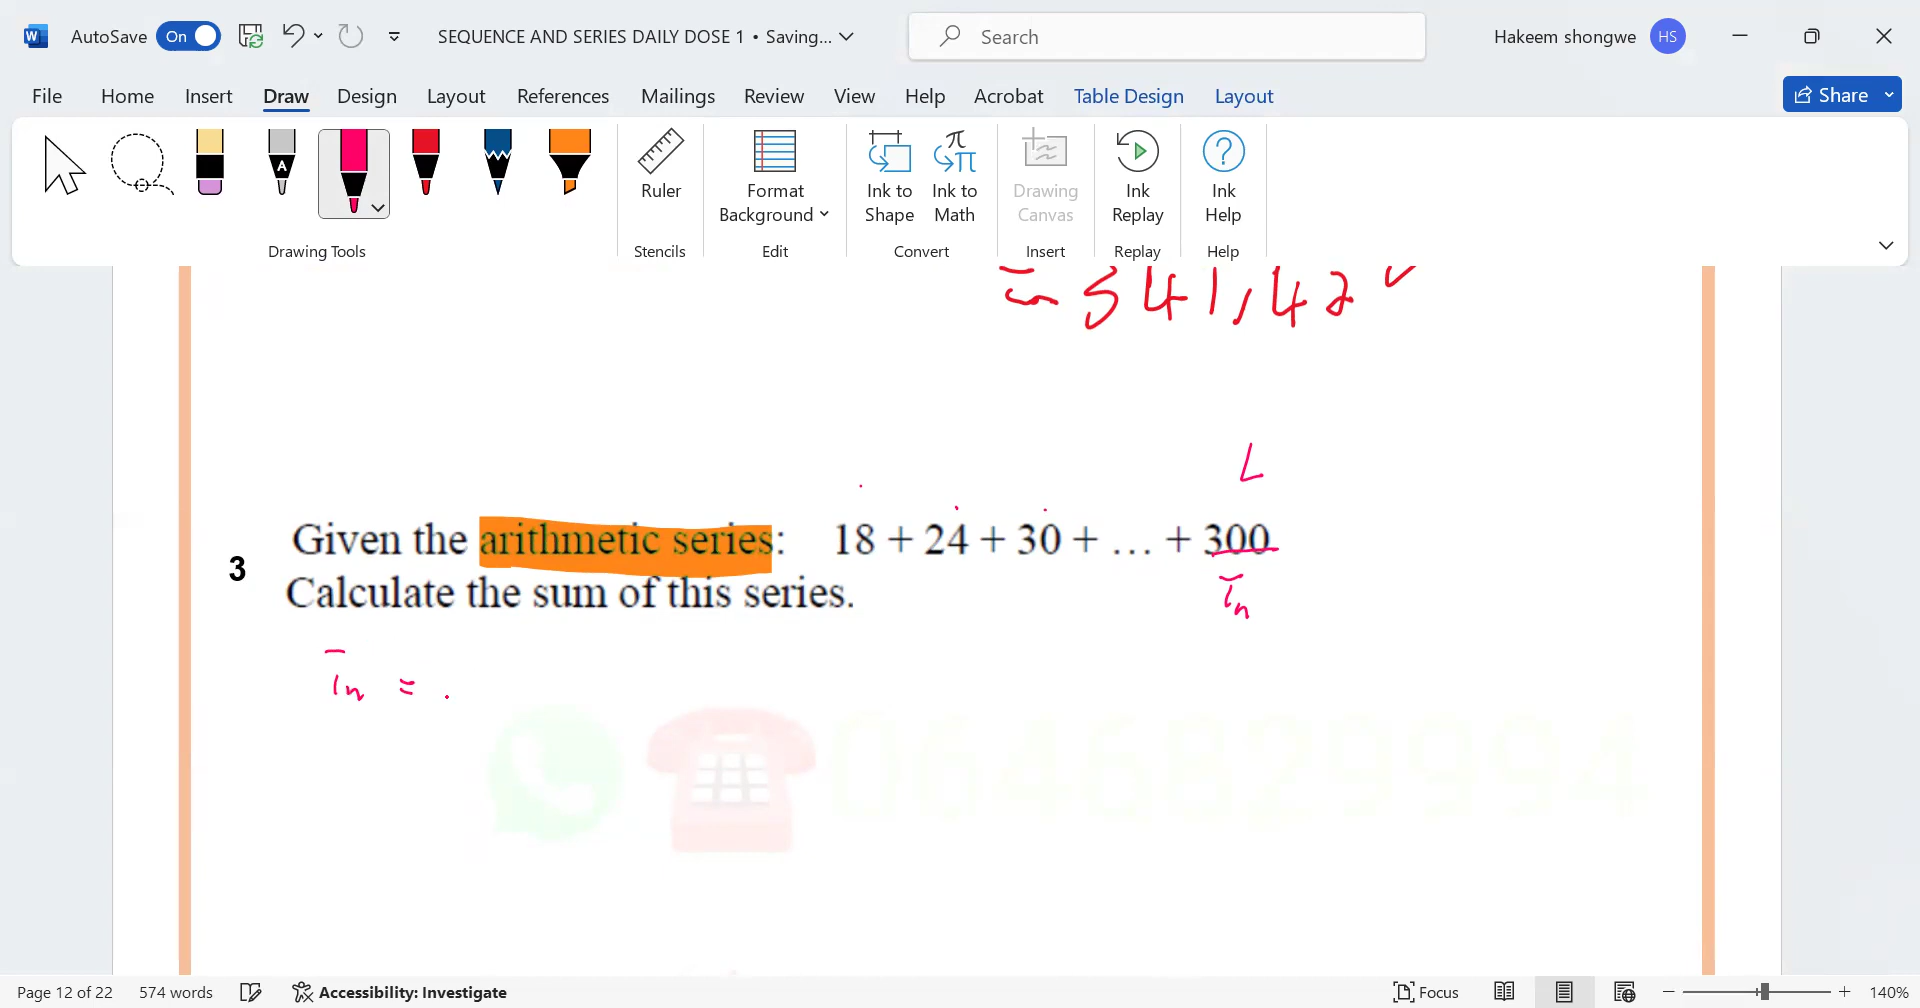 AutoSave On SEQUENCE AND SERIES DAILY DOSE 1 • Saving... Search Hakeem shongwe HS
File Home Insert Draw Design Layout References Mailings Review View Help Acrobat Table Design Layout Share
A
Ruler
Format Background
Ink to Shape
Ink to Math
Drawing Canvas
Ink Replay
Ink Help
Drawing Tools Stencils Edit Convert Insert Replay Help
= 541,42
L
Given the arithmetic series: 18 + 24 + 30 + … + 300
3
Calculate the sum of this series.
Tn
Tn = .
0646829994
Page 12 of 22 574 words Accessibility: Investigate Focus 140%